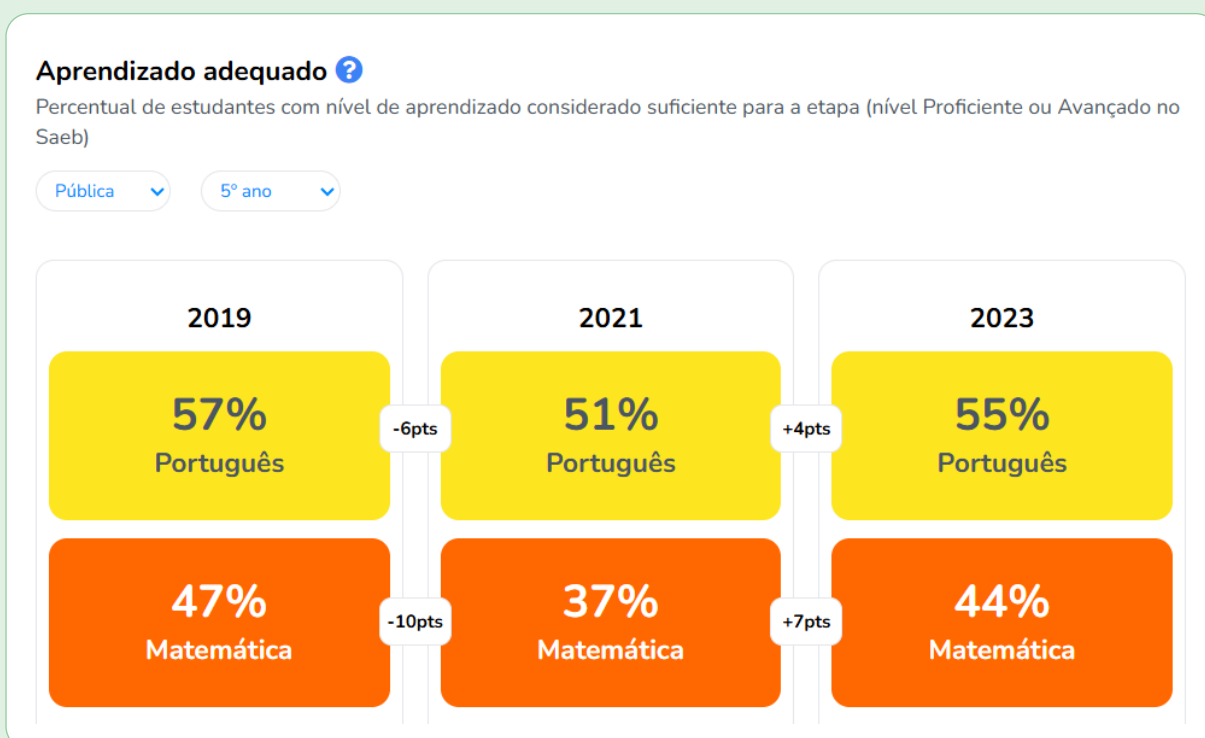 Aprendizado adequado ?
Percentual de estudantes com nível de aprendizado considerado suficiente para a etapa (nível Proficiente ou Avançado no
Saeb)
Pública
5º ano
2019
57%
Português
47%
Matemática
-6pts
-10pts
2021
51%
Português
37%
Matemática
+4pts
+7pts
2023
55%
Português
44%
Matemática